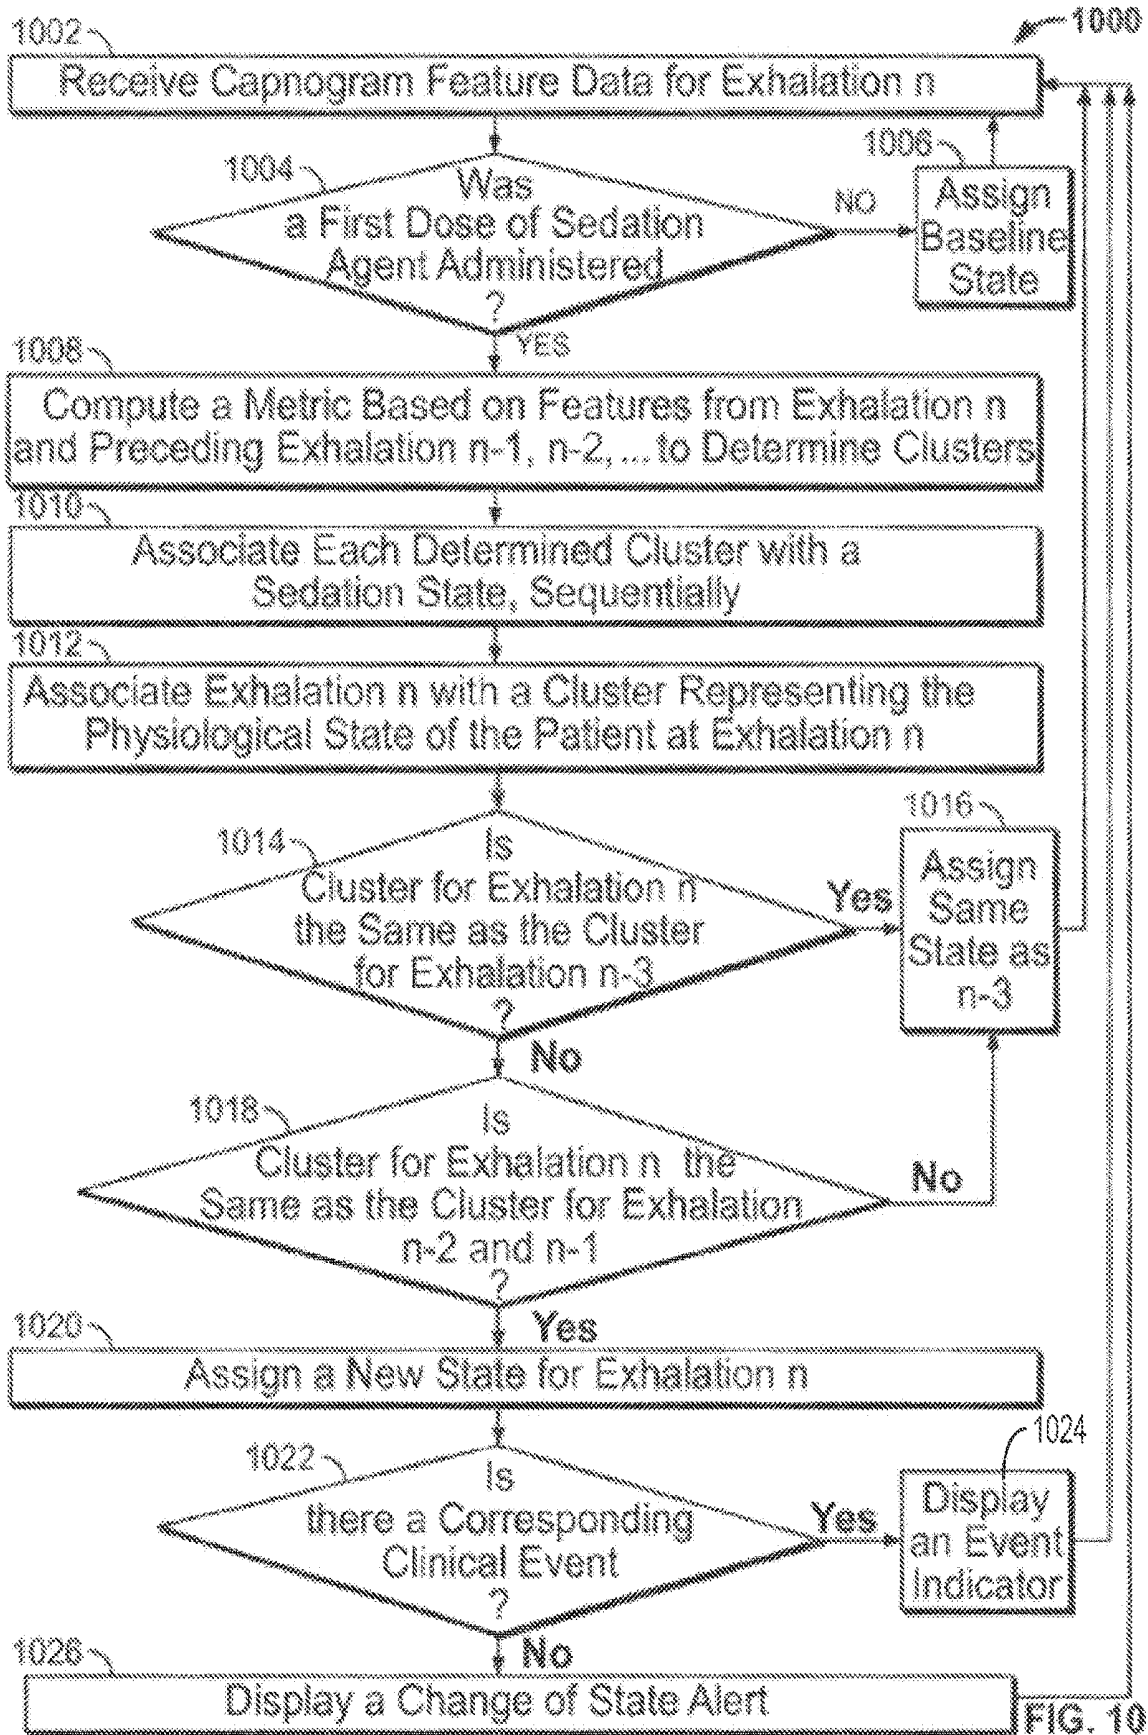 1000
1002
Receive Capnogram Feature Data for Exhalation n
1004
Was
a First Dose of Sedation
Agent Administered
?
NO
1006
Assign
Baseline
State
YES
1008
Compute a Metric Based on Features from Exhalation n
and Preceding Exhalation n-1, n-2, ... to Determine Clusters
1010
Associate Each Determined Cluster with a
Sedation State, Sequentially
1012
Associate Exhalation n with a Cluster Representing the
Physiological State of the Patient at Exhalation n
1014
Is
Cluster for Exhalation n
the Same as the Cluster
for Exhalation n-3
?
Yes
1016
Assign
Same
State as
n-3
No
1018
Is
Cluster for Exhalation n the
Same as the Cluster for Exhalation
n-2 and n-1
?
No
Yes
1020
Assign a New State for Exhalation n
1022
Is
there a Corresponding
Clinical Event
?
Yes
1024
Display
an Event
Indicator
No
1026
Display a Change of State Alert
FIG. 10